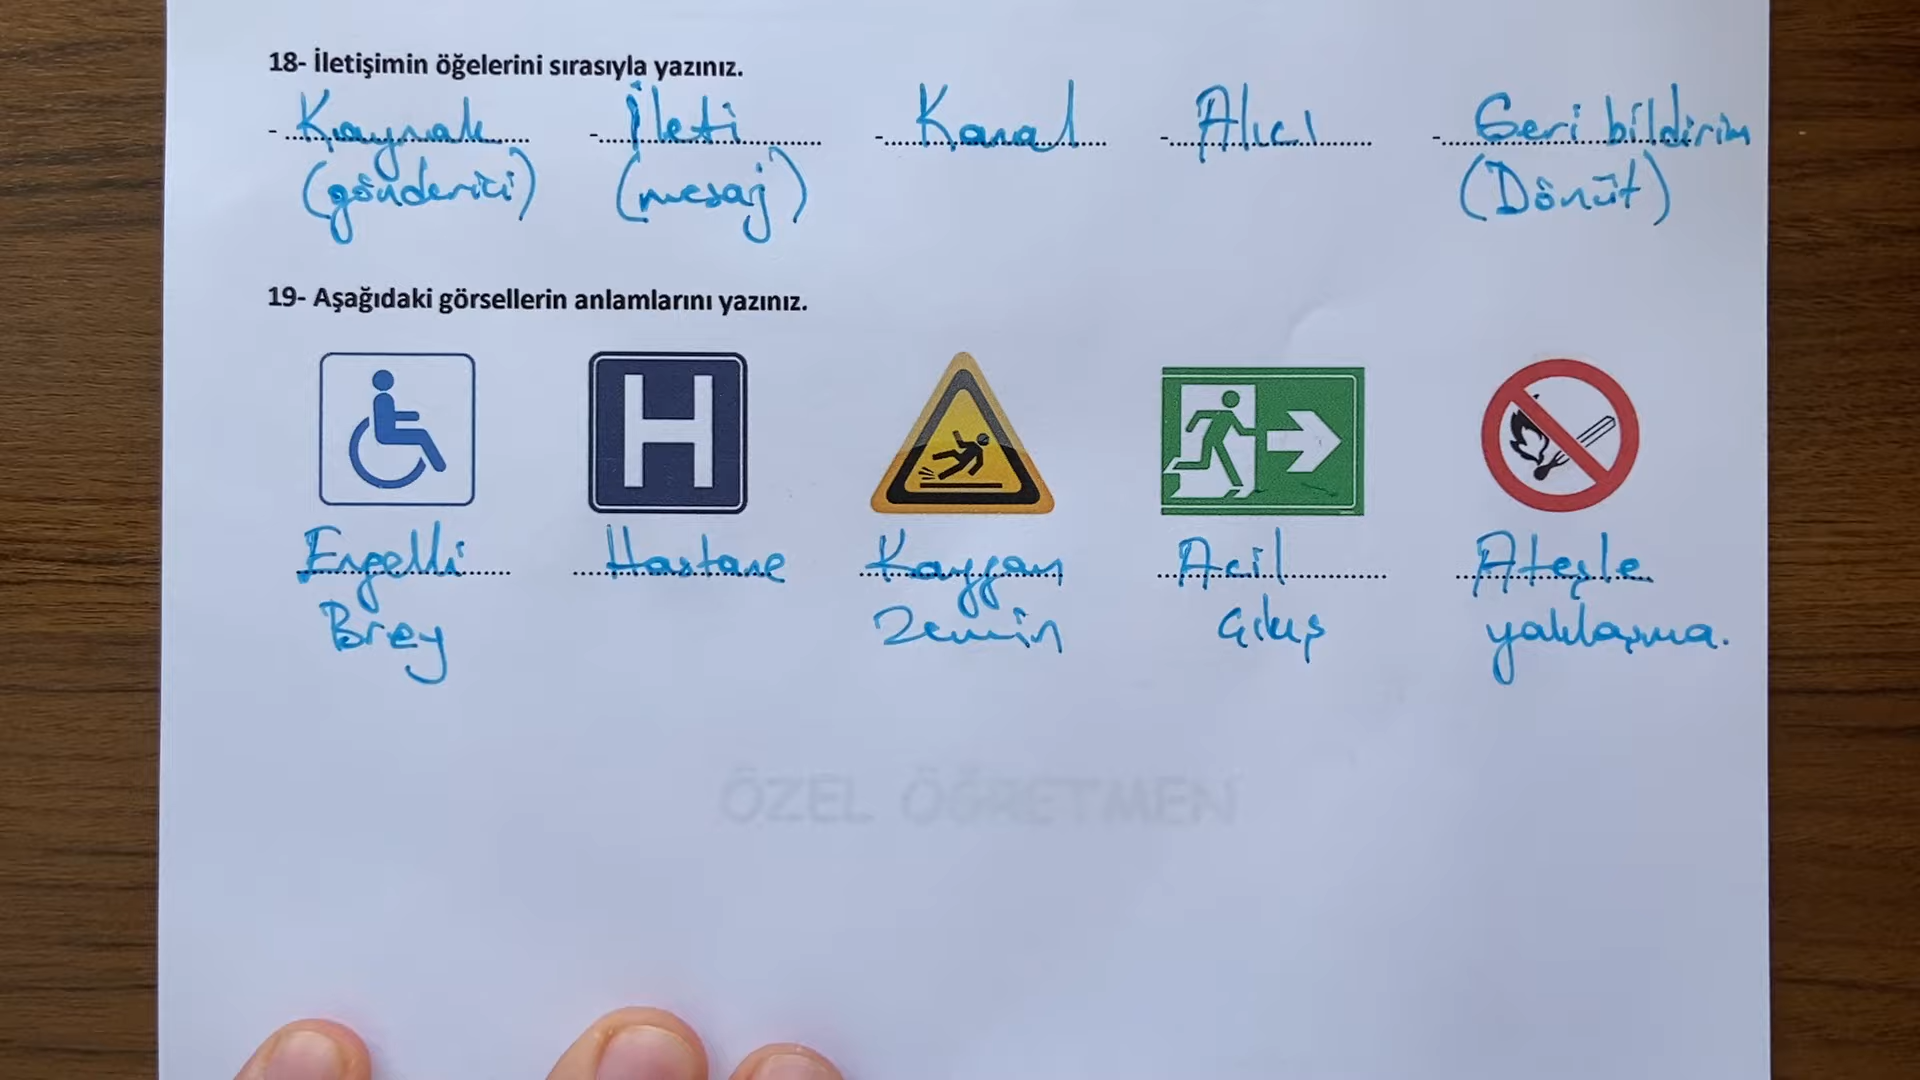 18- İletişimin öğelerini sırasıyla yazınız.
- Kaynak - İleti - Kanal - Alıcı - Geri bildirim
(gönderici) (mesaj) (Dönüt)
19- Aşağıdaki görsellerin anlamlarını yazınız.
H
Engelli Hastane Kaygan Acil Ateşle
Brey Zemin çıkış yaklaşma.
ÖZEL ÖĞRETMEN